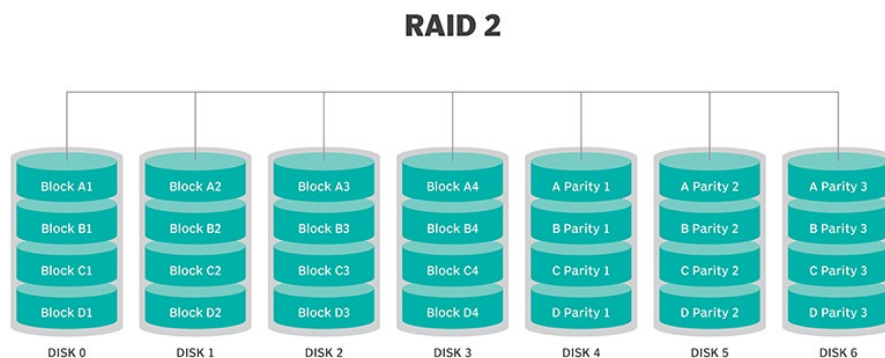 RAID 2
Block A1 Block A2 Block A3 Block A4 A Parity 1 A Parity 2 A Parity 3
Block B1 Block B2 Block B3 Block B4 B Parity 1 B Parity 2 B Parity 3
Block C1 Block C2 Block C3 Block C4 C Parity 1 C Parity 2 C Parity 3
Block D1 Block D2 Block D3 Block D4 D Parity 1 D Parity 2 D Parity 3
DISK 0 DISK 1 DISK 2 DISK 3 DISK 4 DISK 5 DISK 6